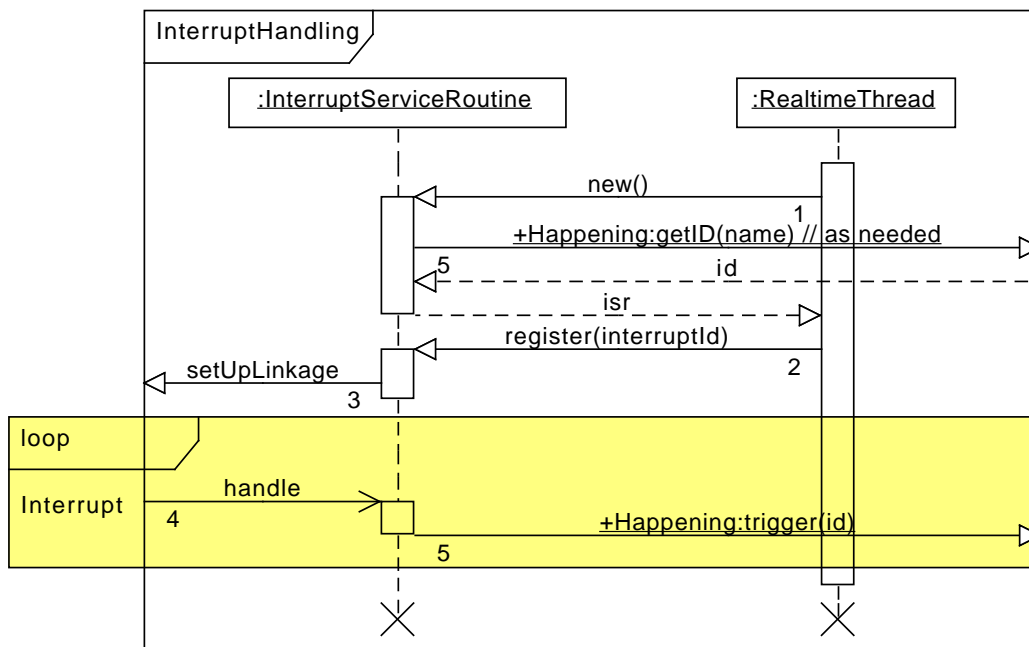 InterruptHandling
:InterruptServiceRoutine
:RealtimeThread
new()
1
+Happening:getID(name) // as needed
5
id
isr
register(interruptId)
2
setUpLinkage
3
loop
Interrupt
handle
4
+Happening:trigger(id)
5